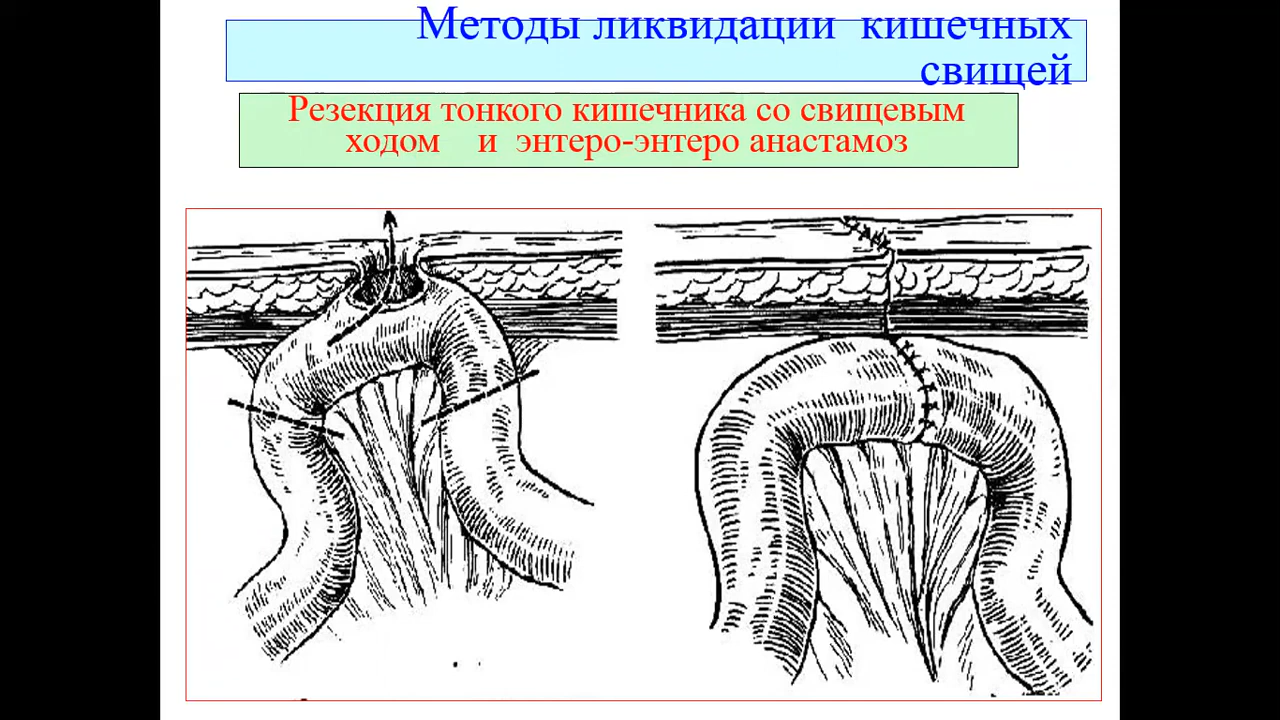 Методы ликвидации кишечных
свищей
Резекция тонкого кишечника со свищевым
ходом и энтеро-энтеро анастамоз